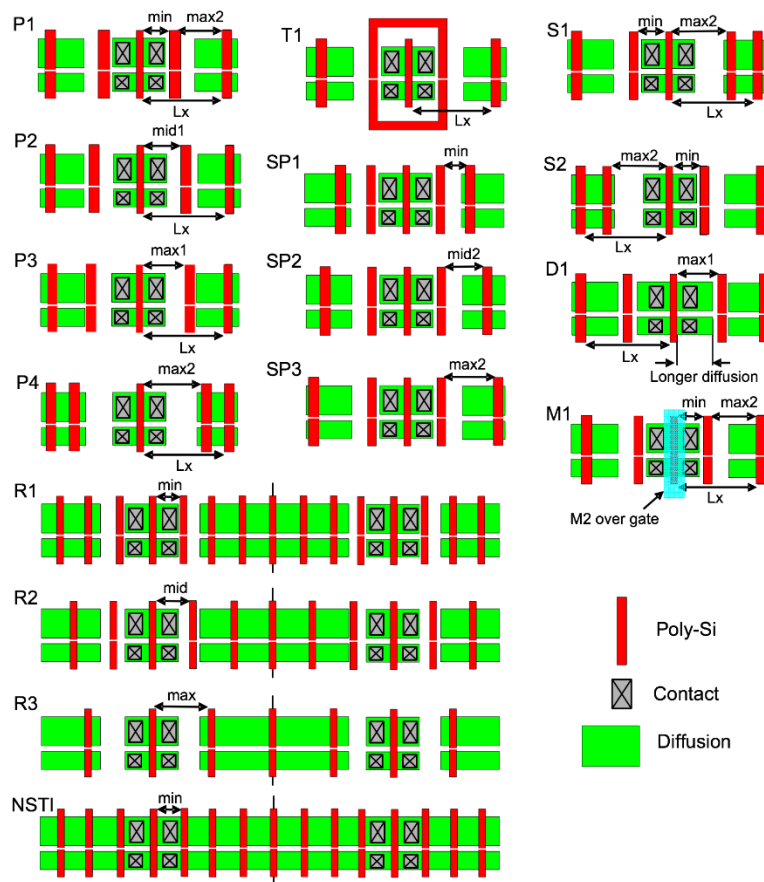 P1
min
max2
Lx
P2
mid1
Lx
P3
max1
Lx
P4
max2
Lx
T1
Lx
SP1
min
SP2
mid2
SP3
max2
S1
min
max2
Lx
S2
max2
min
Lx
D1
max1
Lx
Longer diffusion
M1
min
max2
Lx
M2 over gate
R1
min
R2
mid
R3
max
NSTI
min
Poly-Si
Contact
Diffusion